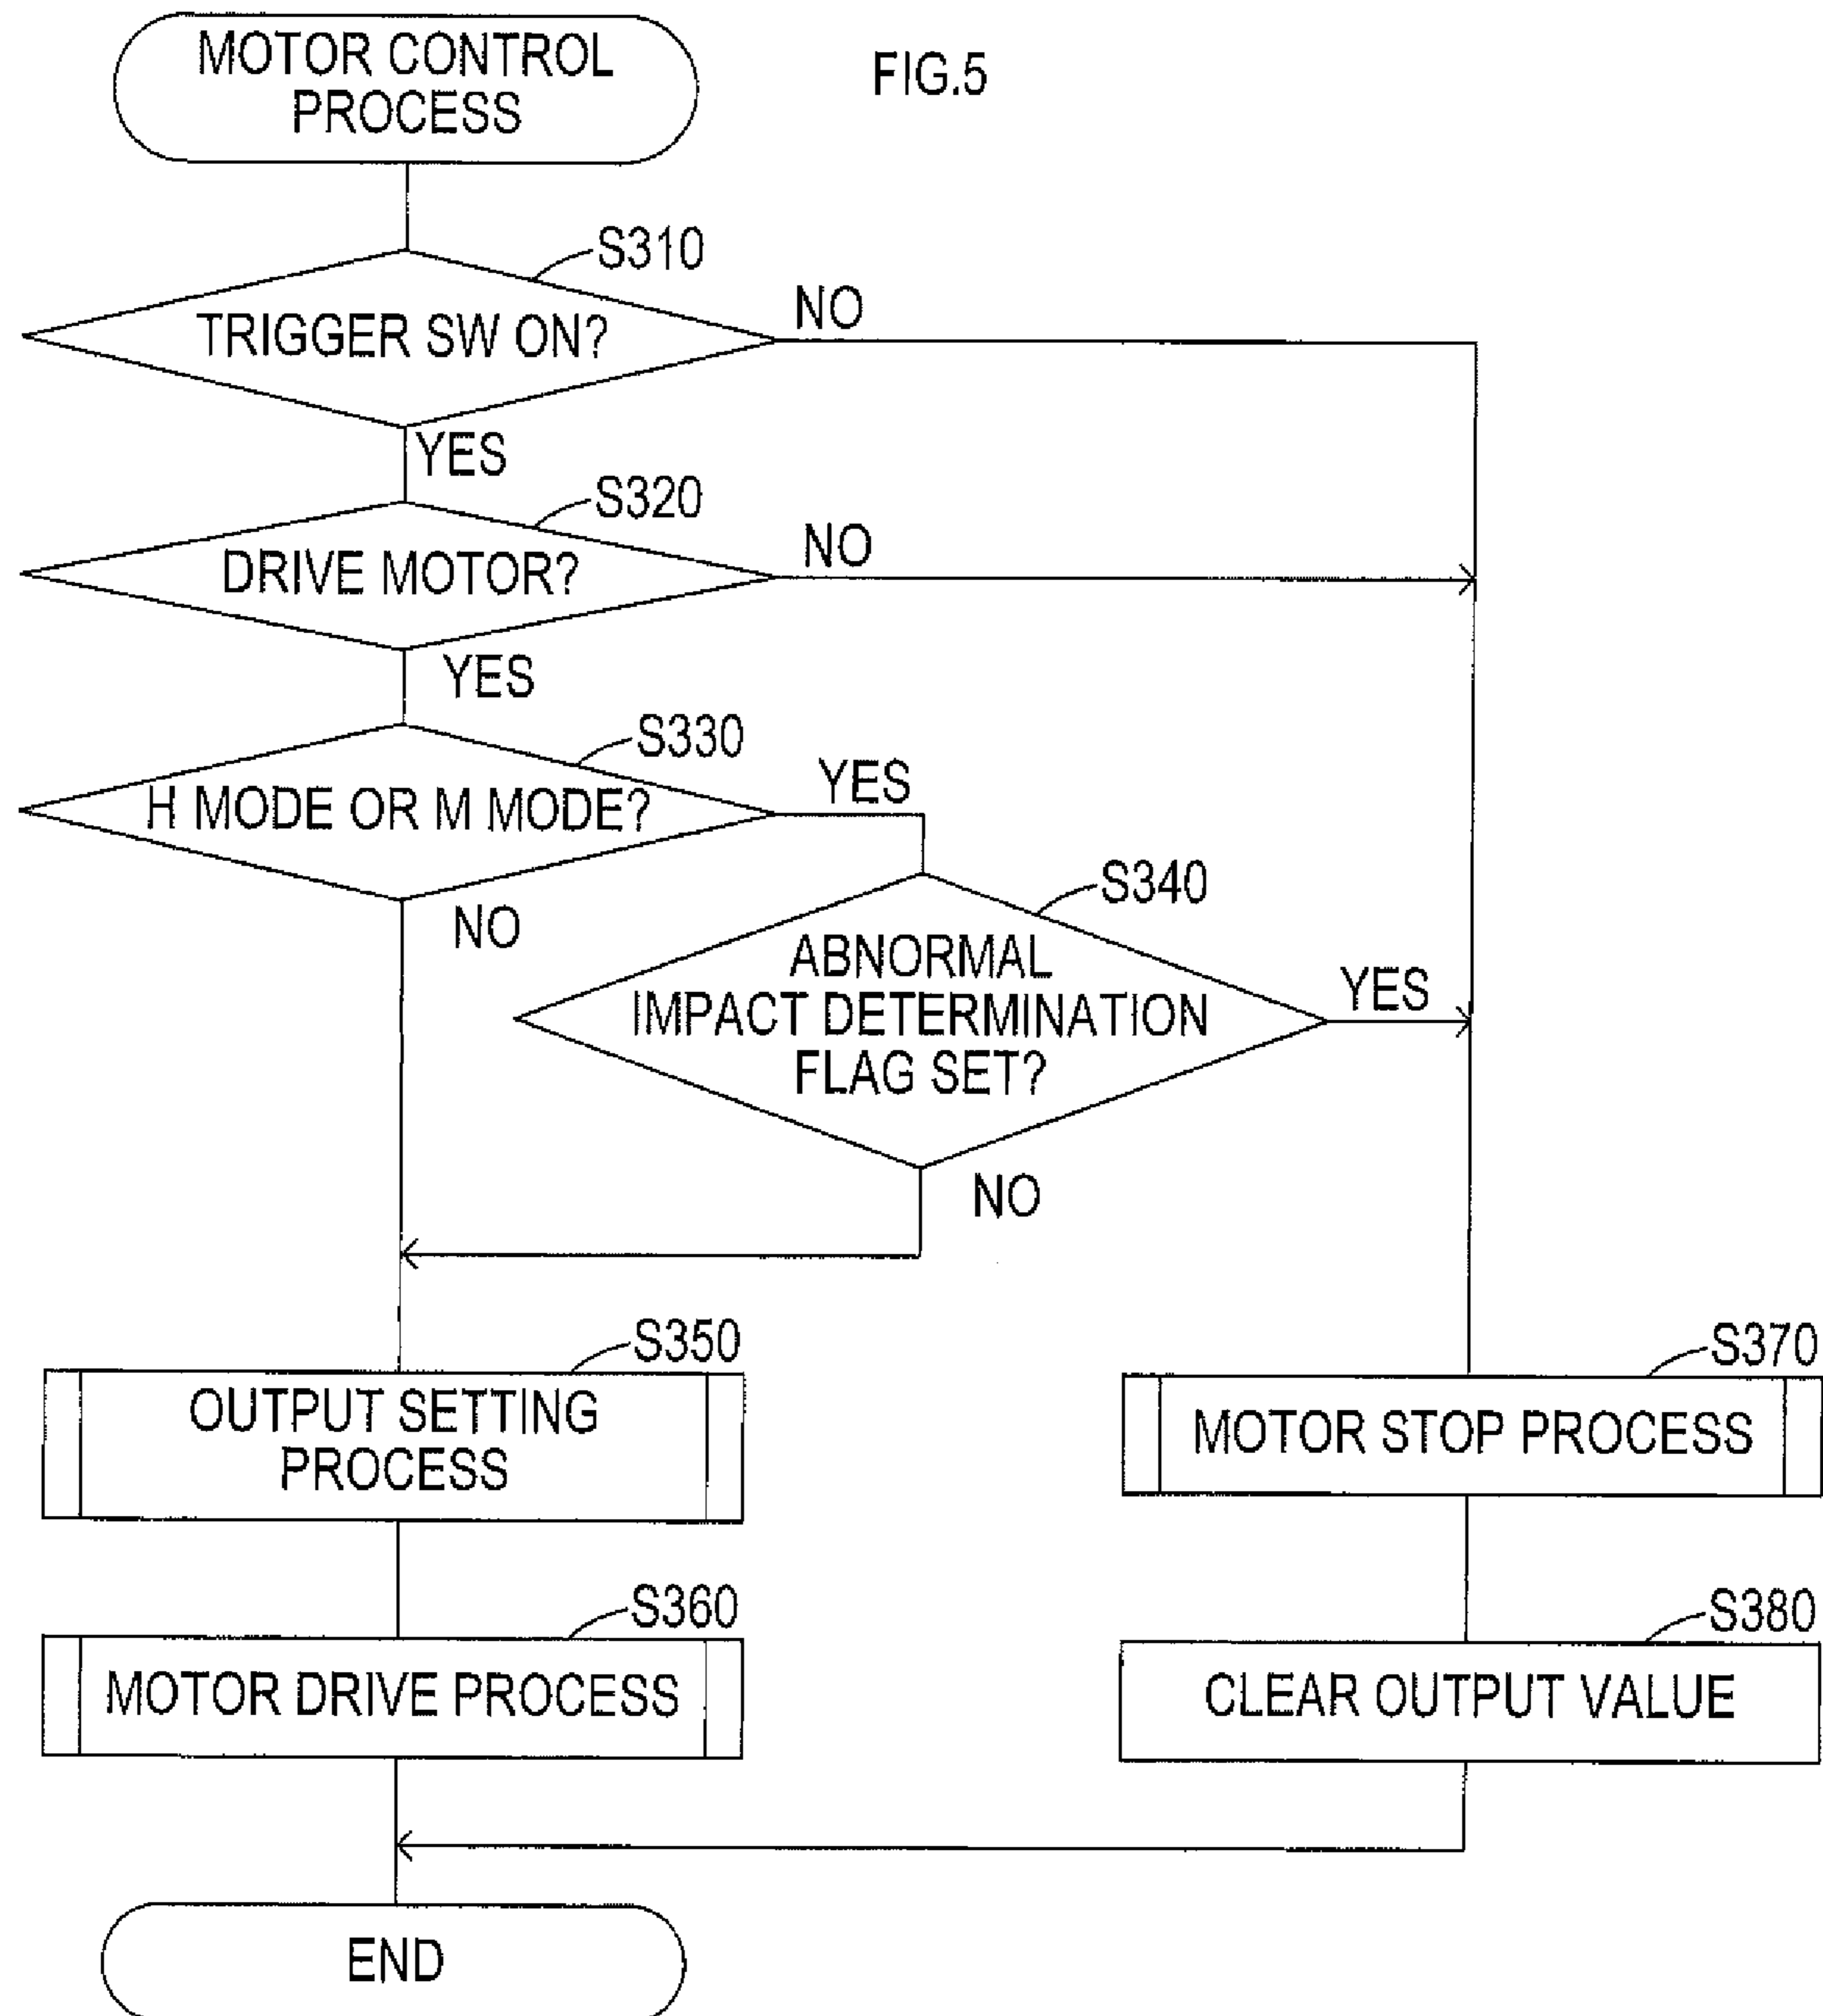 MOTOR CONTROL
PROCESS
FIG.5
S310
TRIGGER SW ON?
NO
YES
S320
DRIVE MOTOR?
NO
YES
S330
H MODE OR M MODE?
YES
NO
S340
ABNORMAL
IMPACT DETERMINATION
FLAG SET?
YES
NO
S350
OUTPUT SETTING
PROCESS
S370
MOTOR STOP PROCESS
S360
MOTOR DRIVE PROCESS
S380
CLEAR OUTPUT VALUE
END